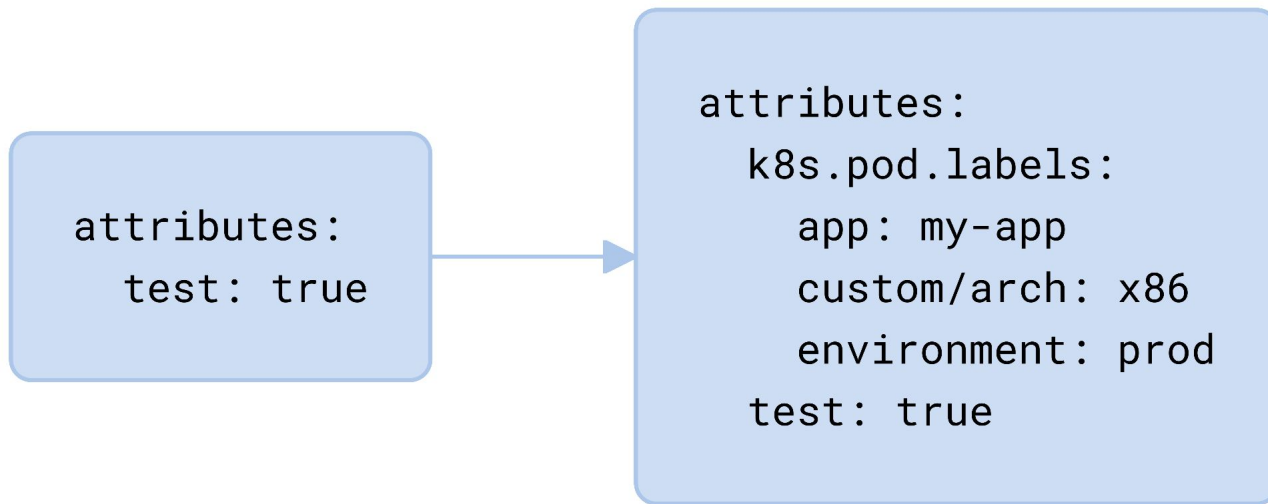 attributes:
  test: true
attributes:
  k8s.pod.labels:
    app: my-app
    custom/arch: x86
    environment: prod
  test: true